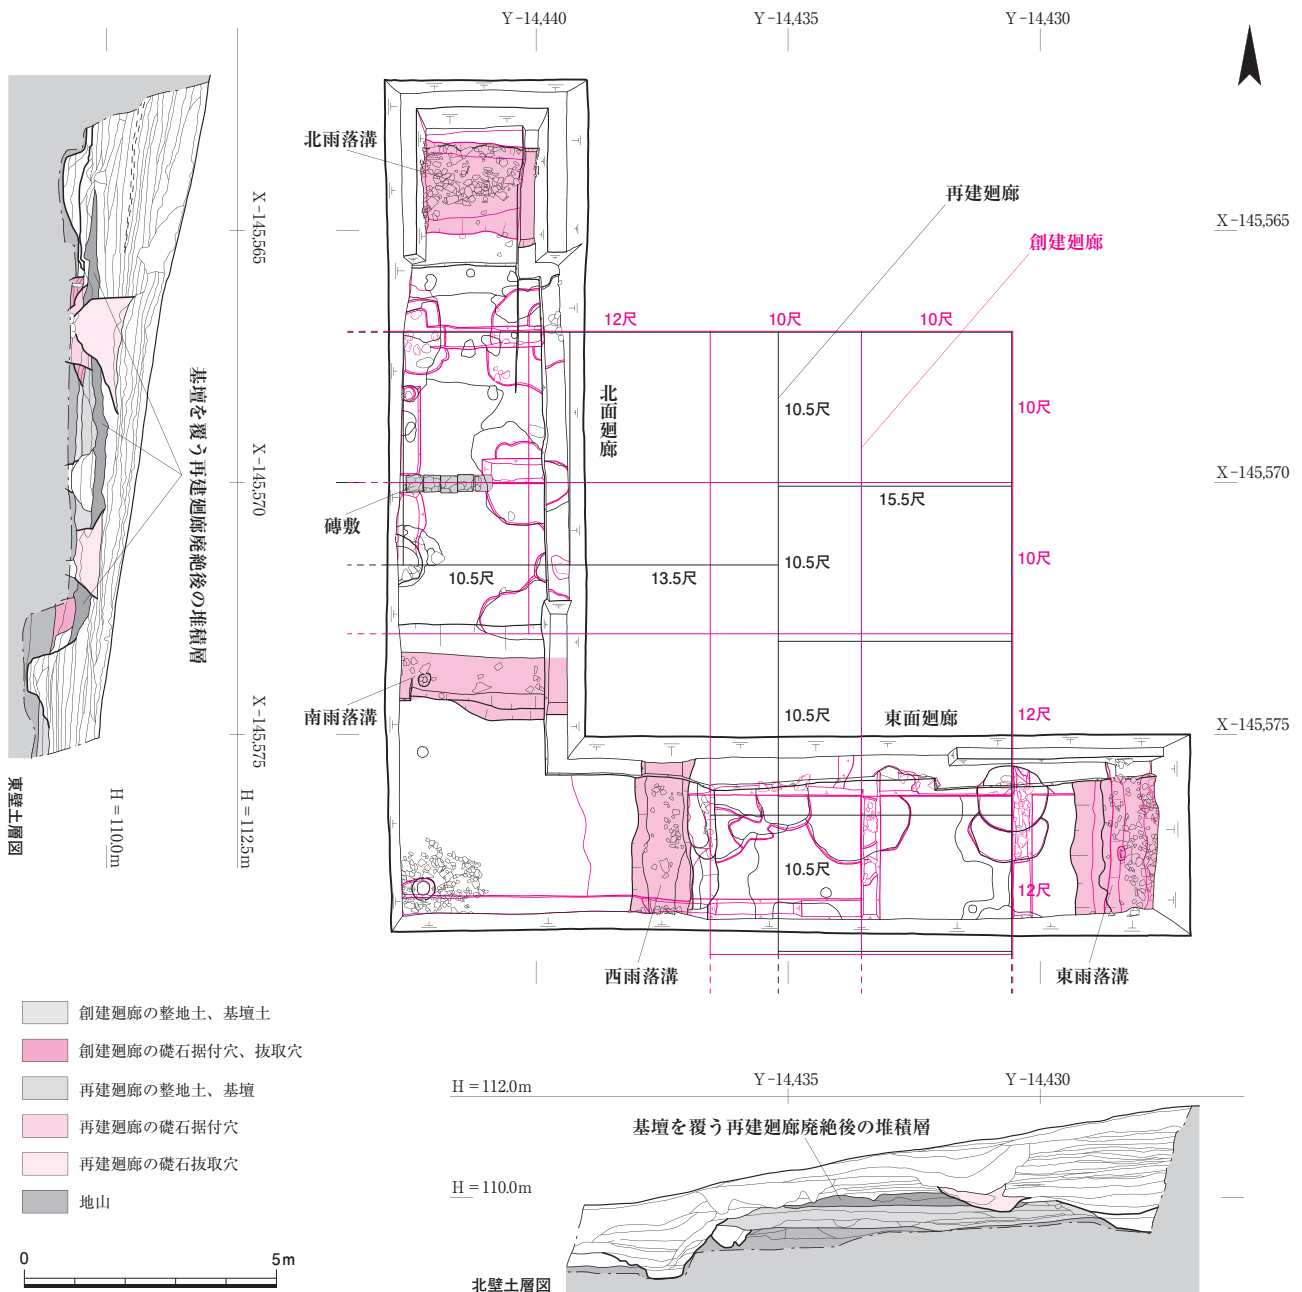 Y -14,440
Y -14,435
Y -14,430
北雨落溝
再建廻廊
創建廻廊
X -145,565
X -145,565
12尺
10尺
10尺
北面廻廊
10.5尺
10尺
基壇を覆う再建廻廊廃絶後の堆積層
X -145,570
X -145,570
15.5尺
磚敷
10.5尺
13.5尺
10.5尺
10尺
南雨落溝
10.5尺
東面廻廊
12尺
X -145,575
X -145,575
東壁土層図
H = 110.0m
H = 112.5m
10.5尺
12尺
西雨落溝
東雨落溝
創建廻廊の整地土、基壇土
創建廻廊の礎石据付穴、抜取穴
再建廻廊の整地土、基壇
再建廻廊の礎石据付穴
再建廻廊の礎石抜取穴
地山
0
5m
H = 112.0m
Y -14,435
Y -14,430
基壇を覆う再建廻廊廃絶後の堆積層
H = 110.0m
北壁土層図